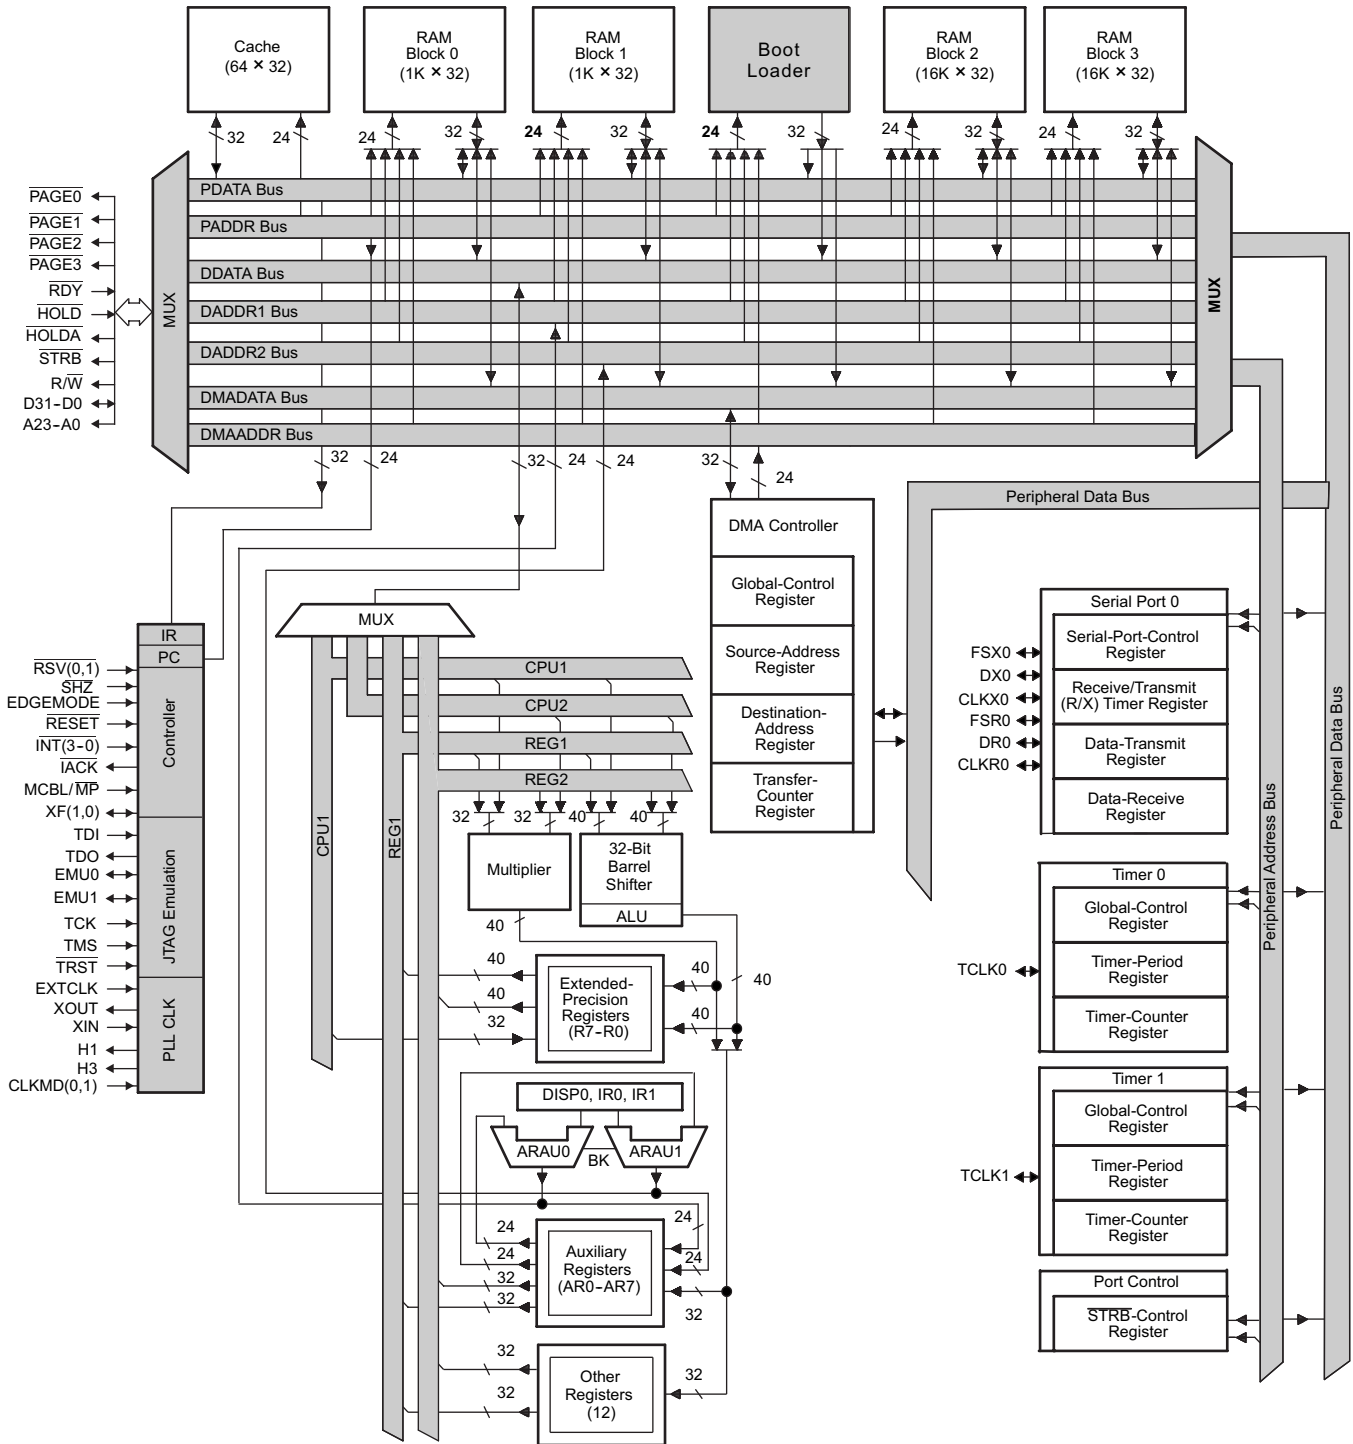 Cache
(64 × 32)
RAM
Block 0
(1K × 32)
RAM
Block 1
(1K × 32)
Boot
Loader
RAM
Block 2
(16K × 32)
RAM
Block 3
(16K × 32)
32
24
24
32
24
32
24
32
24
32
24
32
MUX
PDATA Bus
PADDR Bus
DDATA Bus
DADDR1 Bus
DADDR2 Bus
DMADATA Bus
DMAADDR Bus
MUX
PAGE0
PAGE1
PAGE2
PAGE3
RDY
HOLD
HOLDA
STRB
R/W
D31-D0
A23-A0
32
24
32
24
24
32
24
IR
PC
Controller
JTAG Emulation
PLL CLK
RSV(0,1)
SHZ
EDGEMODE
RESET
INT(3-0)
IACK
MCBL/MP
XF(1,0)
TDI
TDO
EMU0
EMU1
TCK
TMS
TRST
EXTCLK
XOUT
XIN
H1
H3
CLKMD(0,1)
MUX
CPU1
CPU2
REG1
REG2
CPU1
REG1
32
32
40
40
Multiplier
32-Bit
Barrel
Shifter
ALU
40
40
40
40
32
Extended-
Precision
Registers
(R7-R0)
40
40
DISP0, IR0, IR1
ARAU0
BK
ARAU1
24
24
32
32
Auxiliary
Registers
(AR0-AR7)
24
24
32
32
32
Other
Registers
(12)
32
DMA Controller
Global-Control
Register
Source-Address
Register
Destination-
Address
Register
Transfer-
Counter
Register
Peripheral Data Bus
Peripheral Address Bus
Peripheral Data Bus
Serial Port 0
Serial-Port-Control
Register
Receive/Transmit
(R/X) Timer Register
Data-Transmit
Register
Data-Receive
Register
FSX0
DX0
CLKX0
FSR0
DR0
CLKR0
Timer 0
Global-Control
Register
Timer-Period
Register
Timer-Counter
Register
TCLK0
Timer 1
Global-Control
Register
Timer-Period
Register
Timer-Counter
Register
TCLK1
Port Control
STRB-Control
Register